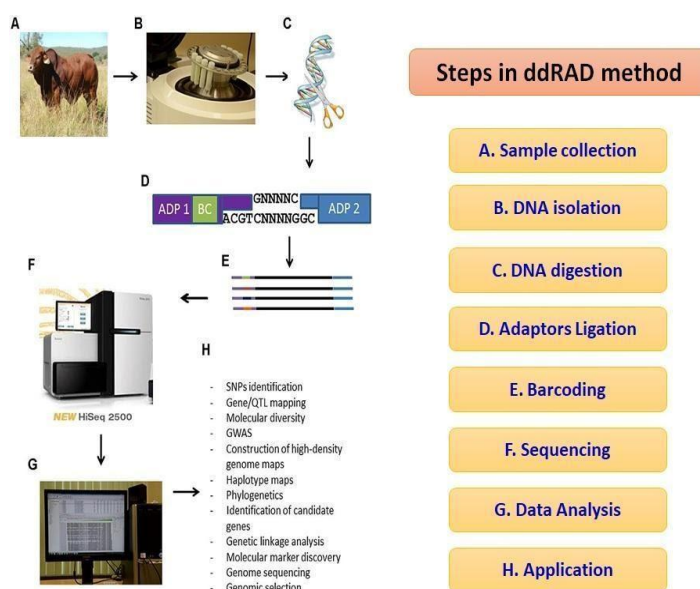 A
B
C
Steps in ddRAD method
A. Sample collection
B. DNA isolation
C. DNA digestion
D. Adaptors Ligation
E. Barcoding
F. Sequencing
G. Data Analysis
H. Application
D
GNNNNC
ADP 1 BC ADP 2
ACGTCNNNNGGC
F
E
NEW HiSeq 2500
G
H
- SNPs identification
- Gene/QTL mapping
- Molecular diversity
- GWAS
- Construction of high-density
genome maps
- Haplotype maps
- Phylogenetics
- Identification of candidate
genes
- Genetic linkage analysis
- Molecular marker discovery
- Genome sequencing
- Genomic selection